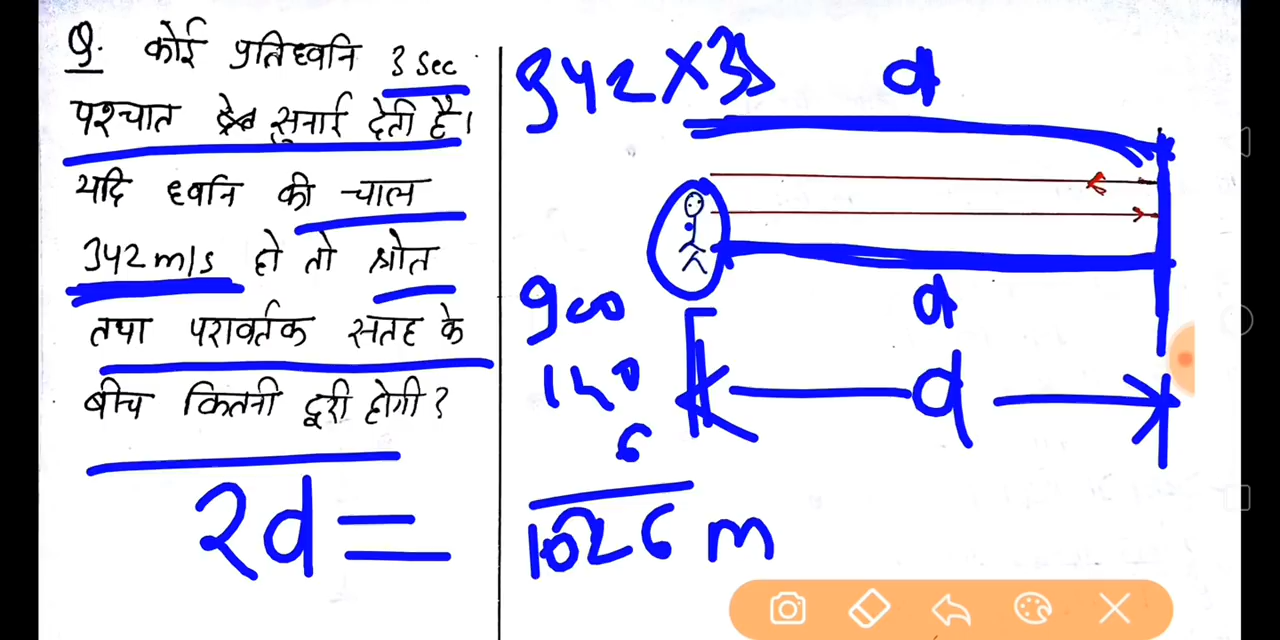 Q. कोई प्रतिध्वनि 3 Sec
पश्चात सुनाई देती है।
यदि ध्वनि की चाल
342 m/s हो तो श्रोत
तथा परावर्तक सतह के
बीच कितनी दूरी होगी?
2d =
342 X 3
d
d
d
900
120
6
1026 m